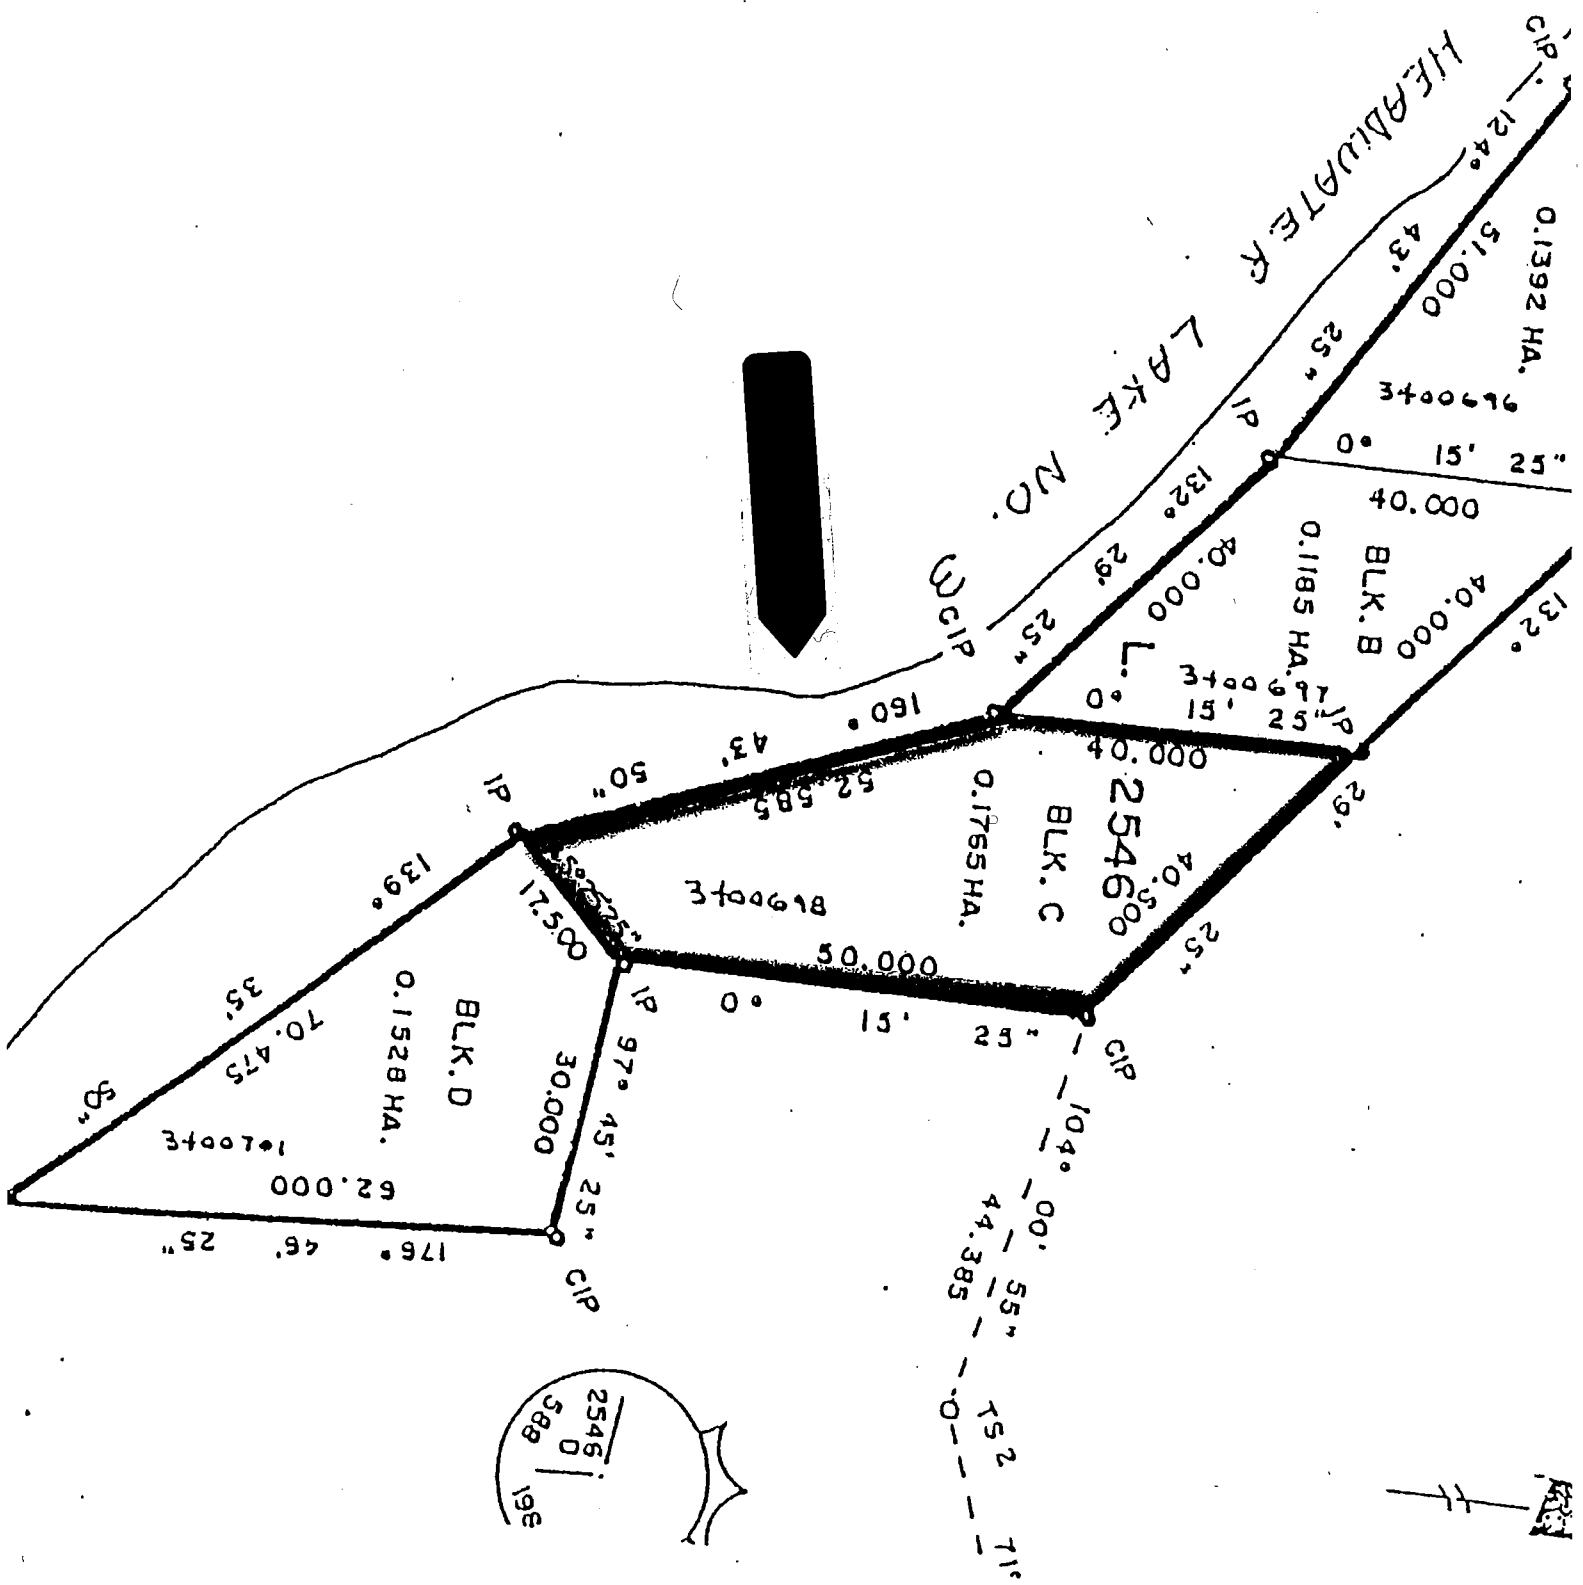 CIP
HEADWATER
LAKE NO.
3
124° 43' 25"
51.000
0.1392 HA.
3400696
0° 15' 25"
40.000
IP
132° 29' 25"
40.000
BLK. B
0.1185 HA.
3400697
0° 15' 25"
40.000
40.000
132° 29' 25"
IP
CIP
160° 43' 50"
52.585
L. 2546
BLK. C
0.1765 HA.
3400698
40.500
50.000
0° 15' 25"
CIP
IP
17.500
IP
139° 35' 50"
70.475
BLK. D
0.1528 HA.
3400701
97° 45' 25"
30.000
62.000
176° 46' 25"
CIP
104° 00' 55"
44.385
TS 2
2546
D
588